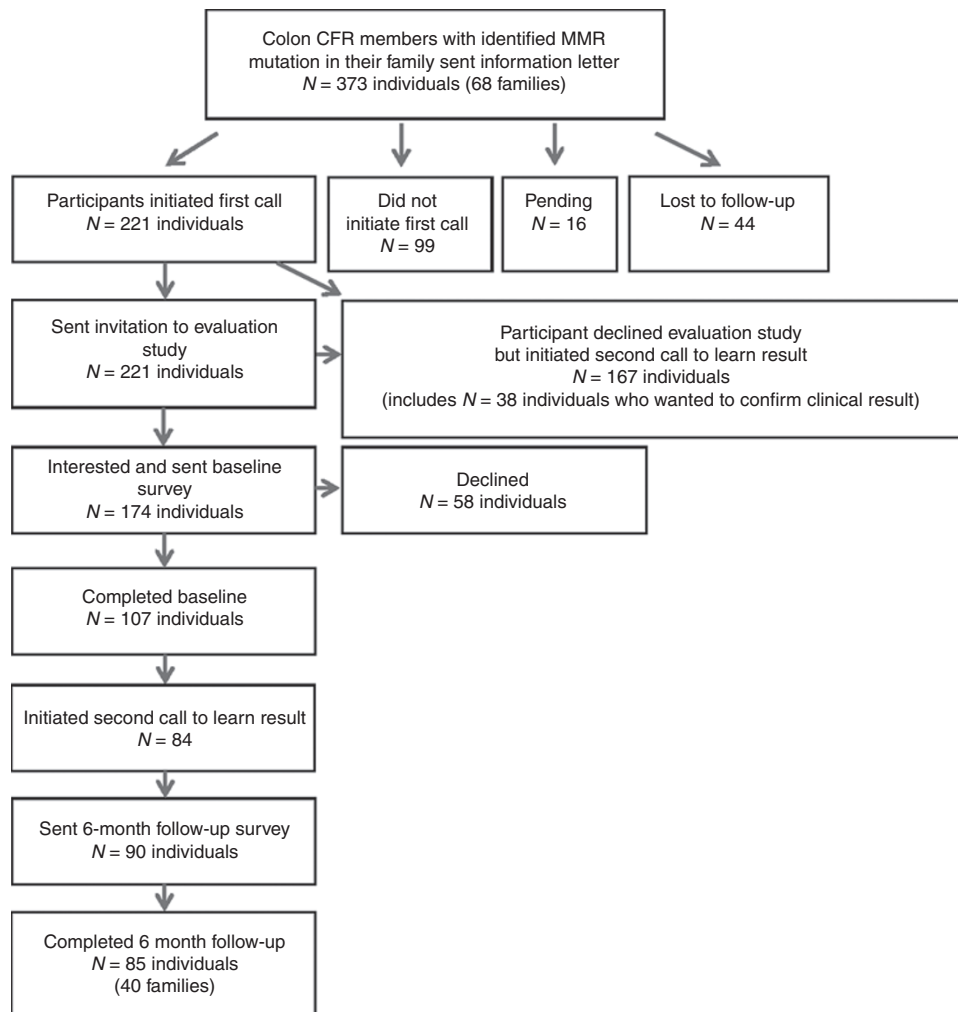 Colon CFR members with identified MMR
mutation in their family sent information letter
N = 373 individuals (68 families)
Participants initiated first call
N = 221 individuals
Did not
initiate first call
N = 99
Pending
N = 16
Lost to follow-up
N = 44
Sent invitation to evaluation
study
N = 221 individuals
Participant declined evaluation study
but initiated second call to learn result
N = 167 individuals
(includes N = 38 individuals who wanted to confirm clinical result)
Interested and sent baseline
survey
N = 174 individuals
Declined
N = 58 individuals
Completed baseline
N = 107 individuals
Initiated second call to learn result
N = 84
Sent 6-month follow-up survey
N = 90 individuals
Completed 6 month follow-up
N = 85 individuals
(40 families)